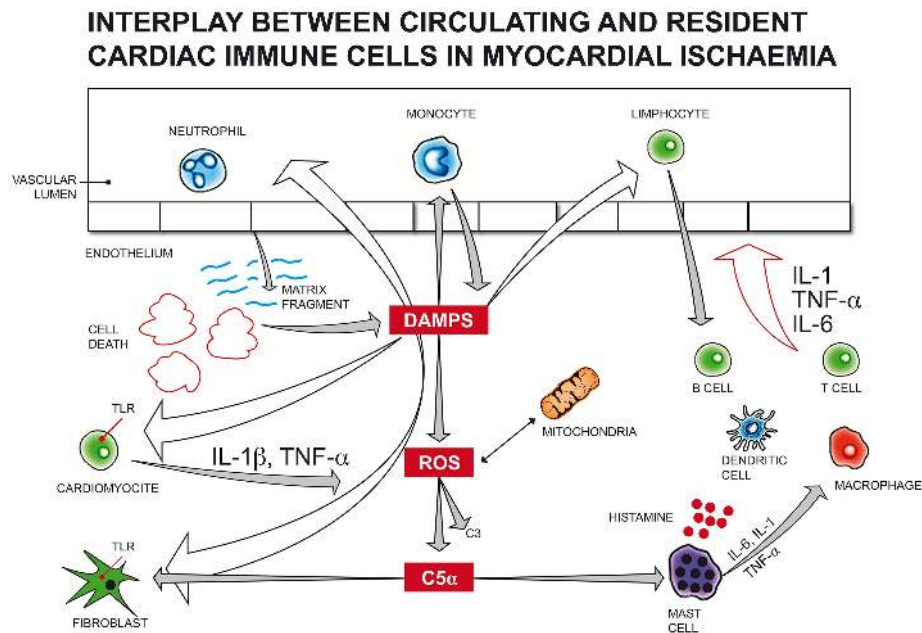 INTERPLAY BETWEEN CIRCULATING AND RESIDENT
CARDIAC IMMUNE CELLS IN MYOCARDIAL ISCHAEMIA
NEUTROPHIL
MONOCYTE
LIMPHOCYTE
VASCULAR
LUMEN
ENDOTHELIUM
MATRIX
FRAGMENT
CELL
DEATH
DAMPS
IL-1
TNF-α
IL-6
B CELL
T CELL
TLR
CARDIOMYOCITE
IL-1β, TNF-α
ROS
MITOCHONDRIA
DENDRITIC
CELL
MACROPHAGE
C3
HISTAMINE
IL-6, IL-1
TNF-α
TLR
FIBROBLAST
C5α
MAST
CELL